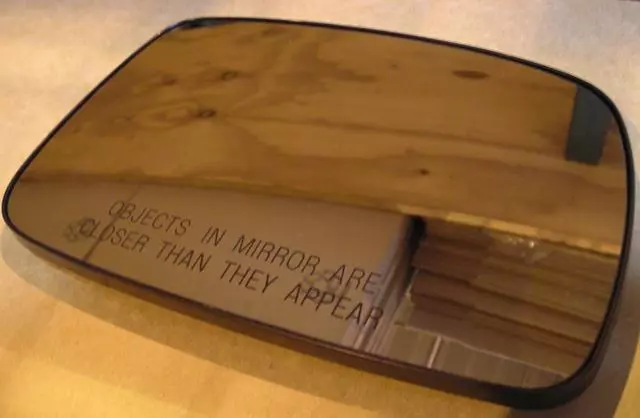 OBJECTS IN MIRROR ARE
CLOSER THAN THEY APPEAR